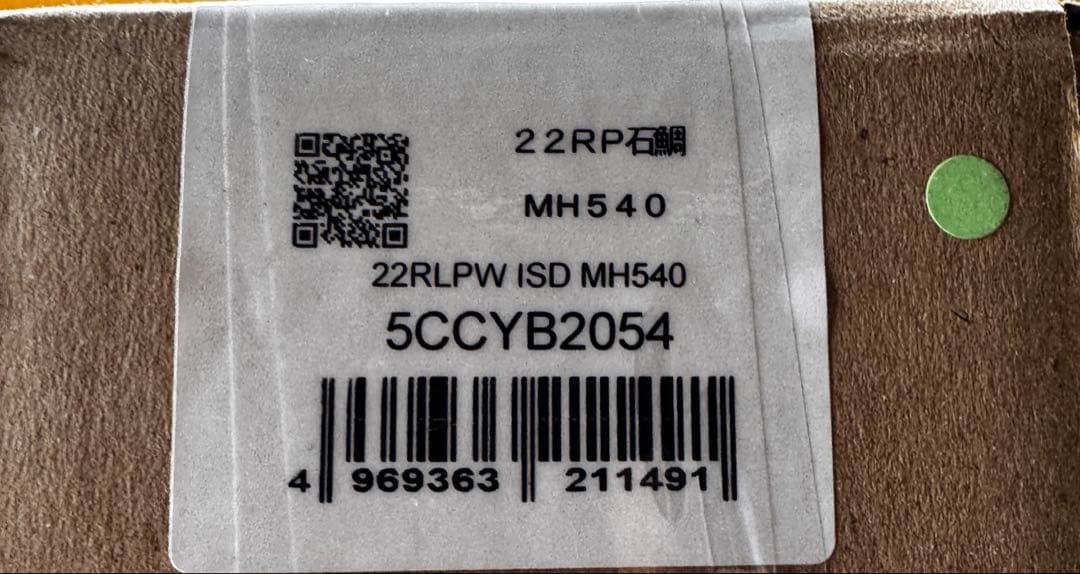 22RP石鯛
MH540
22RLPW ISD MH540
5CCYB2054
4 969363 211491